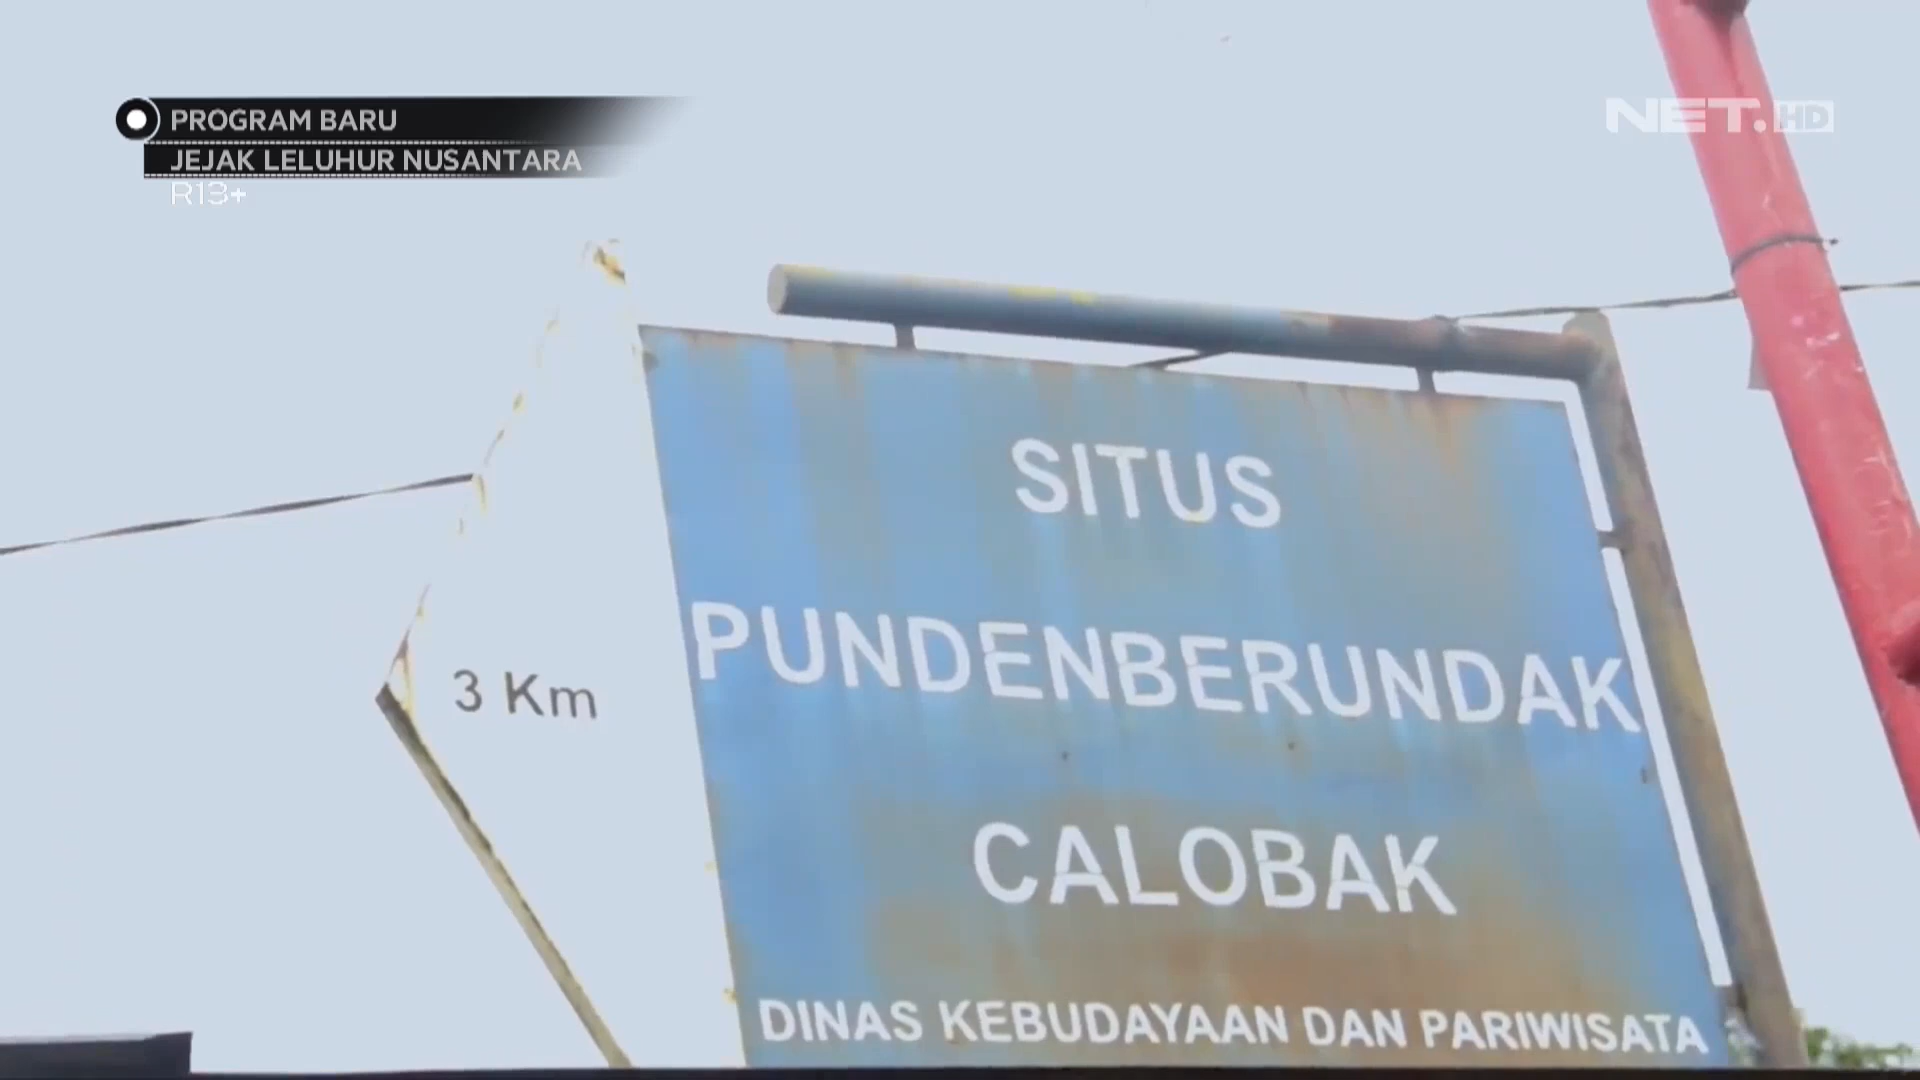 PROGRAM BARU
JEJAK LELUHUR NUSANTARA
R13+
NET.HD
SITUS
PUNDENBERUNDAK
3 Km
CALOBAK
DINAS KEBUDAYAAN DAN PARIWISATA